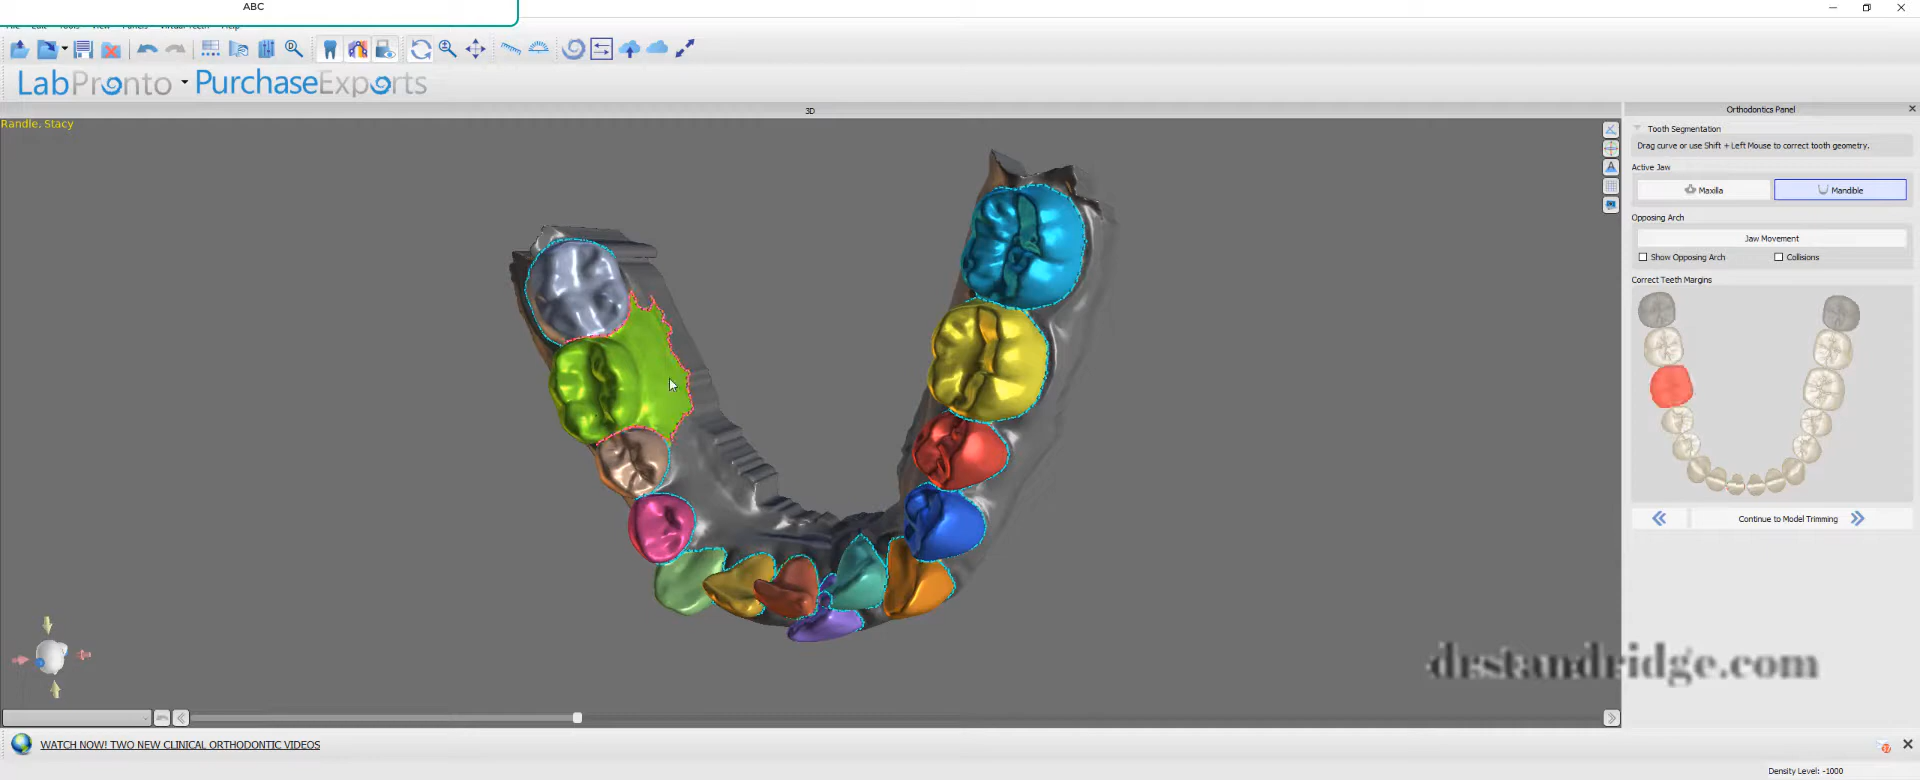 ABC
LabPronto PurchaseExports
3D
Randle, Stacy
Orthodontics Panel
Tooth Segmentation
Drag curve or use Shift + Left Mouse to correct tooth geometry.
Active Jaw
Maxilla
Mandible
Opposing Arch
Jaw Movement
Show Opposing Arch
Collisions
Correct Teeth Margins
Continue to Model Trimming
drstandridge.com
WATCH NOW! TWO NEW CLINICAL ORTHODONTIC VIDEOS
Density Level: -1000